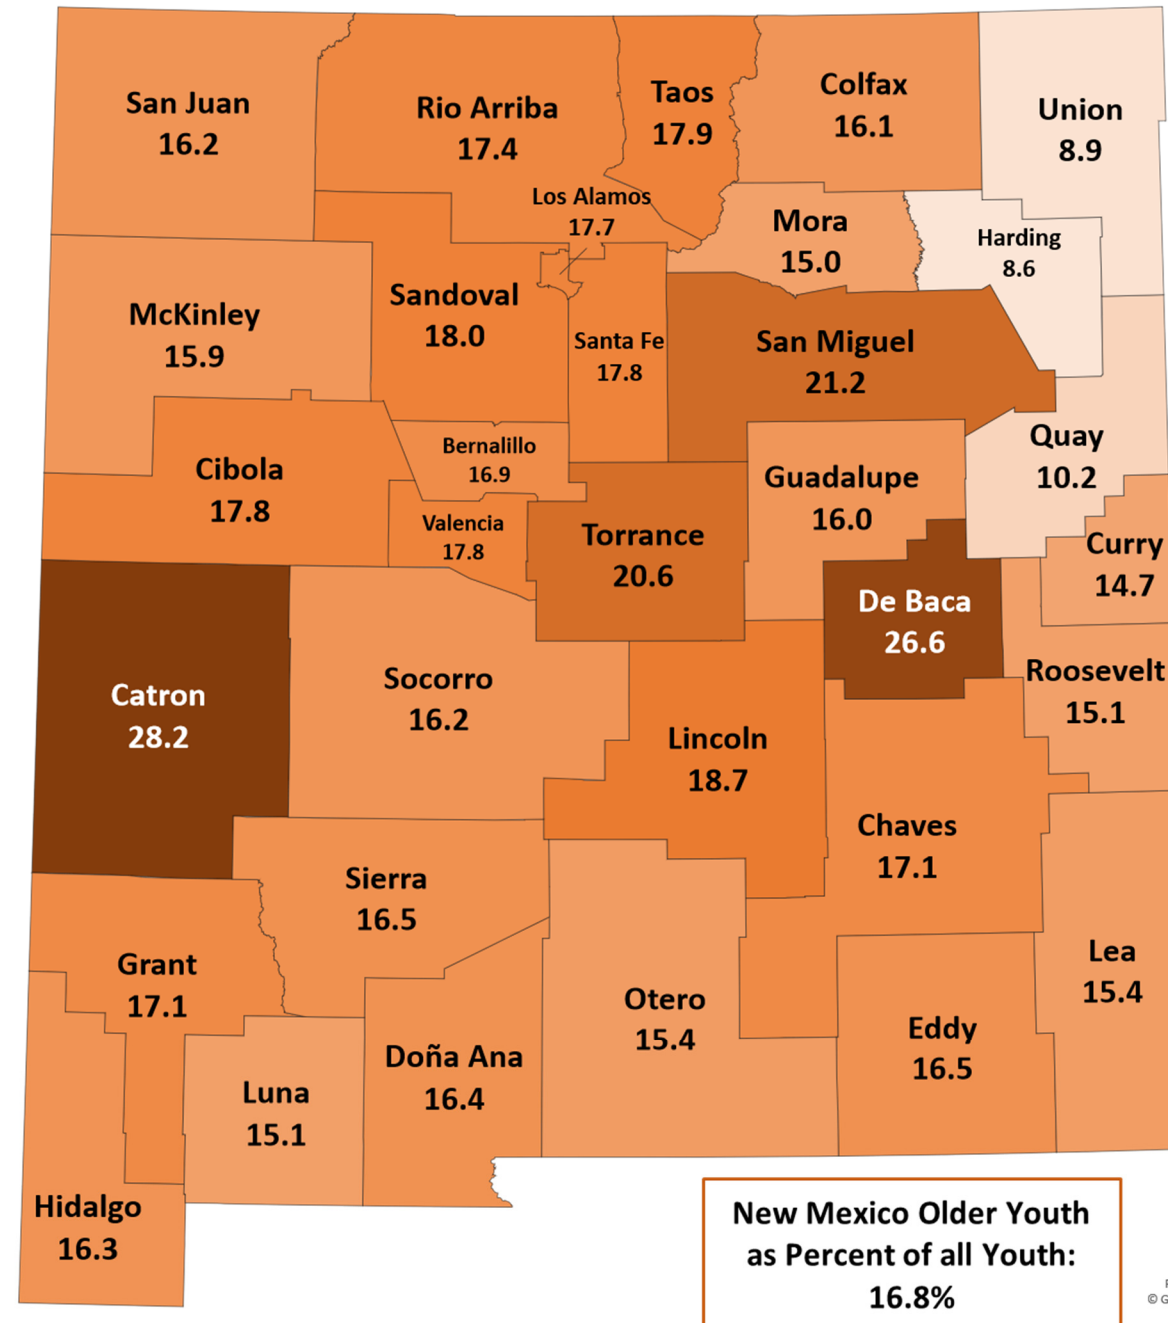 San Juan
16.2
Rio Arriba
17.4
Taos
17.9
Colfax
16.1
Union
8.9
Los Alamos
17.7
Mora
15.0
Harding
8.6
McKinley
15.9
Sandoval
18.0
Santa Fe
17.8
San Miguel
21.2
Quay
10.2
Cibola
17.8
Bernalillo
16.9
Guadalupe
16.0
Valencia
17.8
Torrance
20.6
Curry
14.7
De Baca
26.6
Catron
28.2
Socorro
16.2
Roosevelt
15.1
Lincoln
18.7
Chaves
17.1
Sierra
16.5
Grant
17.1
Lea
15.4
Otero
15.4
Eddy
16.5
Doña Ana
16.4
Luna
15.1
Hidalgo
16.3
New Mexico Older Youth
as Percent of all Youth:
16.8%
© G